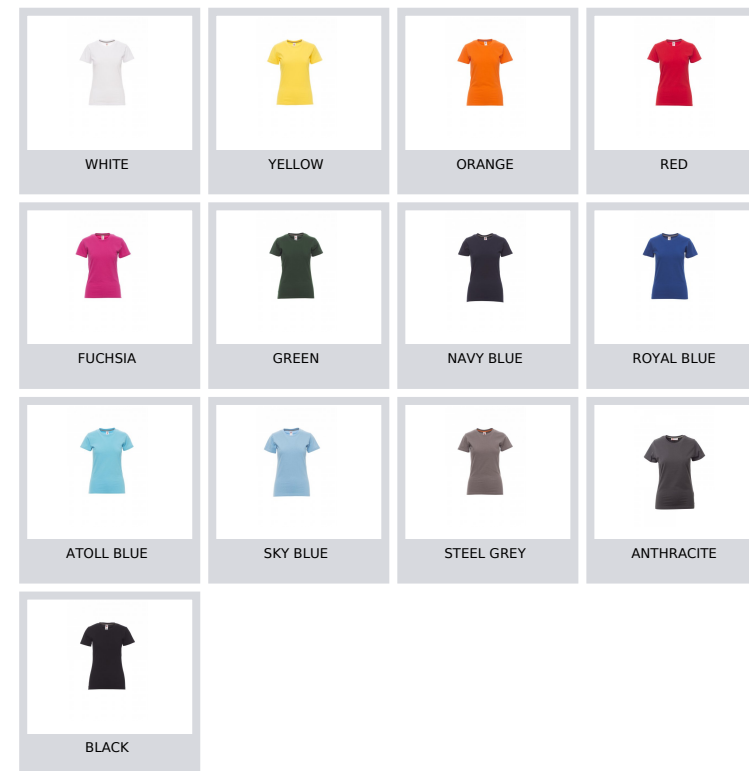 WHITE
YELLOW
ORANGE
RED
FUCHSIA
GREEN
NAVY BLUE
ROYAL BLUE
ATOLL BLUE
SKY BLUE
STEEL GREY
ANTHRACITE
BLACK